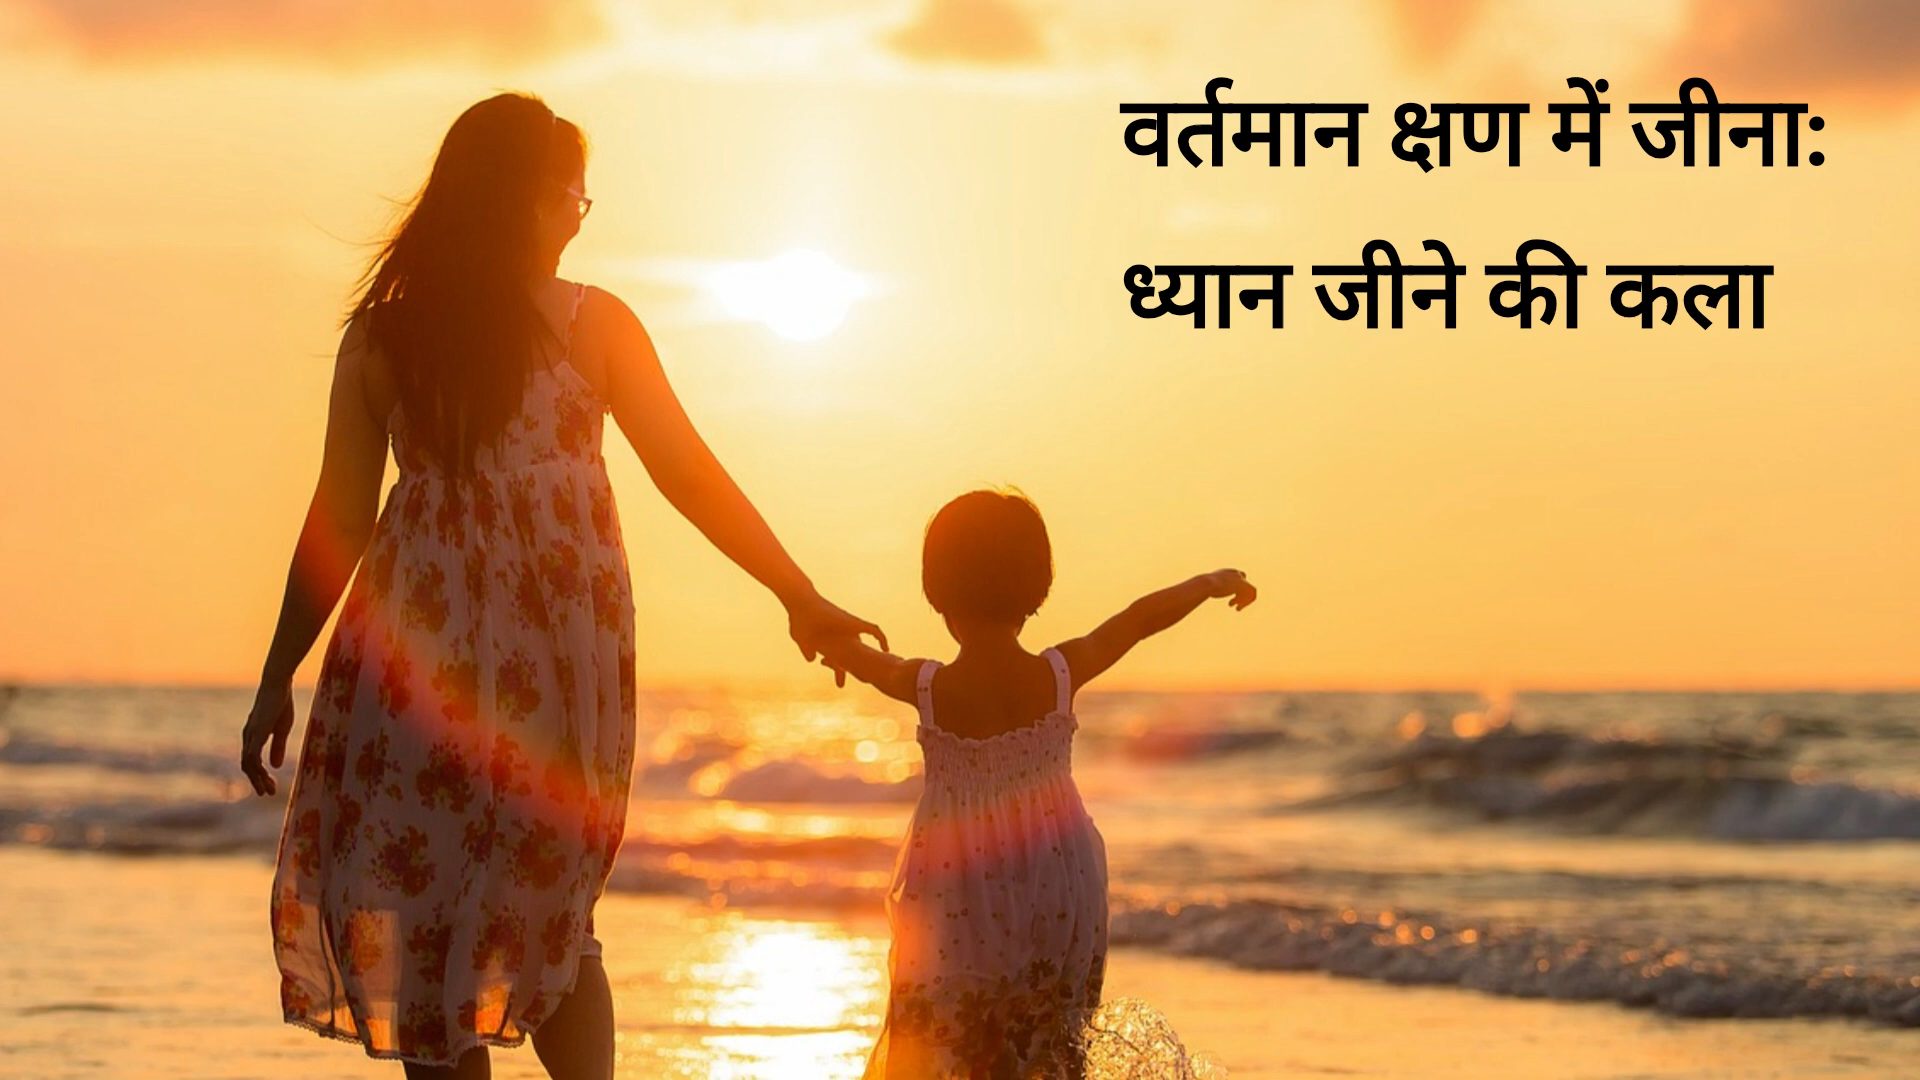 वर्तमान क्षण में जीना:
ध्यान जीने की कला